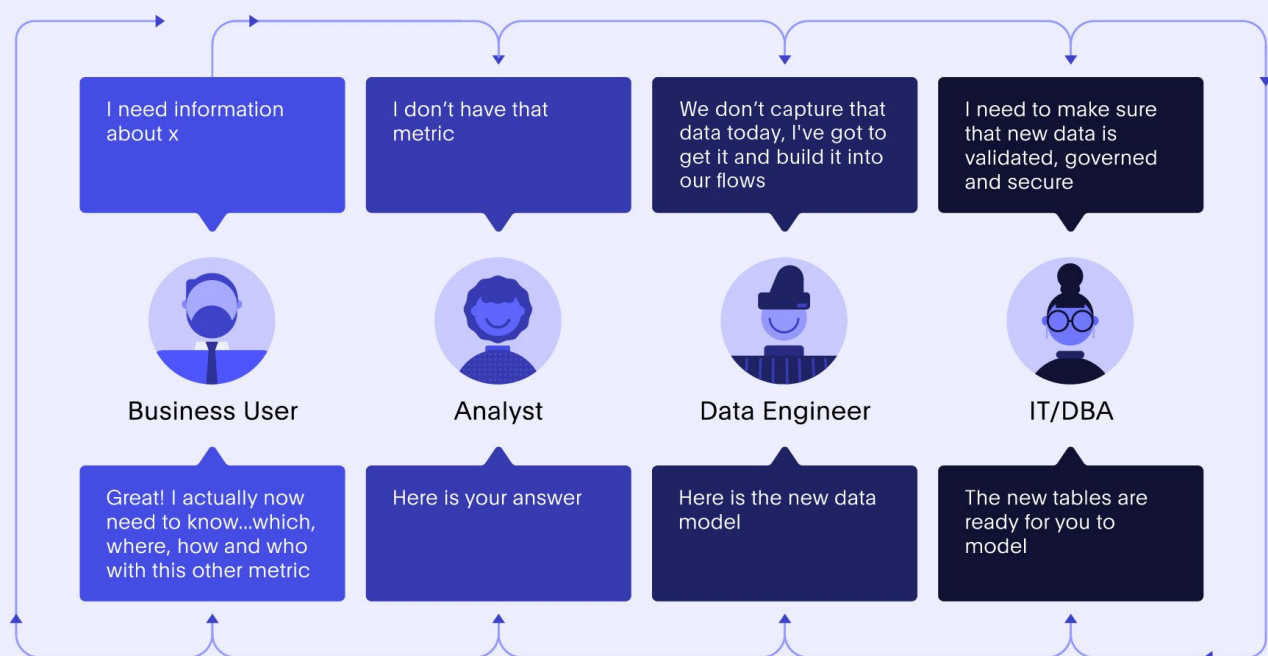 I need information
about x
I don’t have that
metric
We don’t capture that
data today, I've got to
get it and build it into
our flows
I need to make sure
that new data is
validated, governed
and secure
Business User
Analyst
Data Engineer
IT/DBA
Great! I actually now
need to know...which,
where, how and who
with this other metric
Here is your answer
Here is the new data
model
The new tables are
ready for you to
model